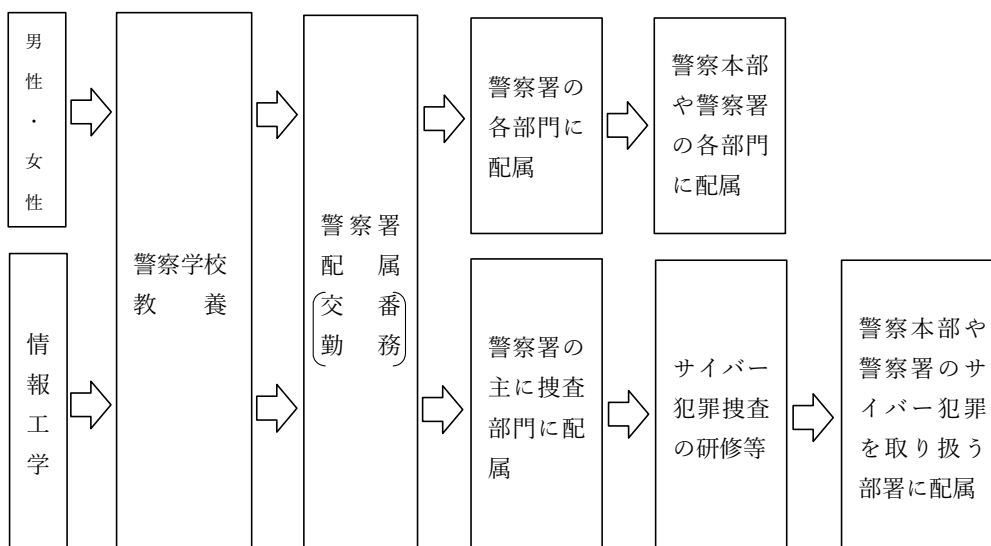 男性・女性
警察学校
教養
警察署
配属
(交番
勤務)
警察署の
各部門に
配属
警察本部
や警察署
の各部門
に配属
情報工学
警察署の
主に捜査
部門に配
属
サイバー
犯罪捜査
の研修等
警察本部や
警察署のサ
イバー犯罪
を取り扱う
部署に配属